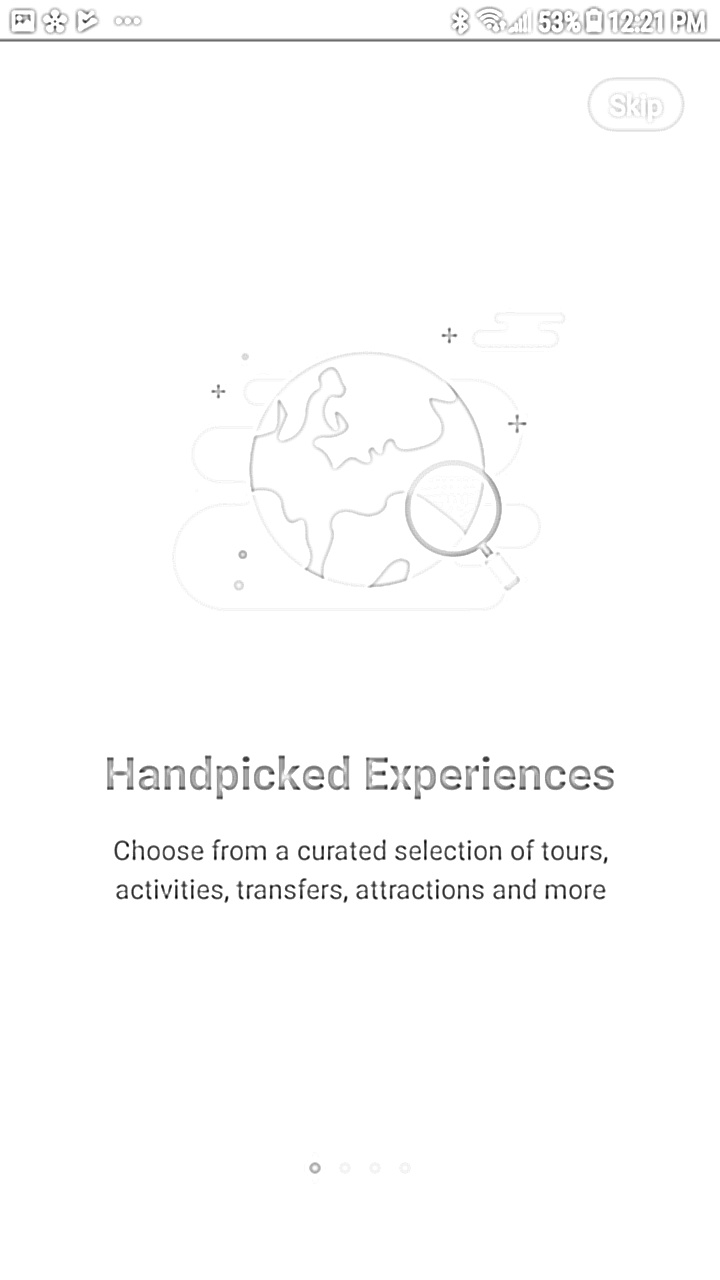 53% 12:21 PM
Skip
Handpicked Experiences
Choose from a curated selection of tours,
activities, transfers, attractions and more